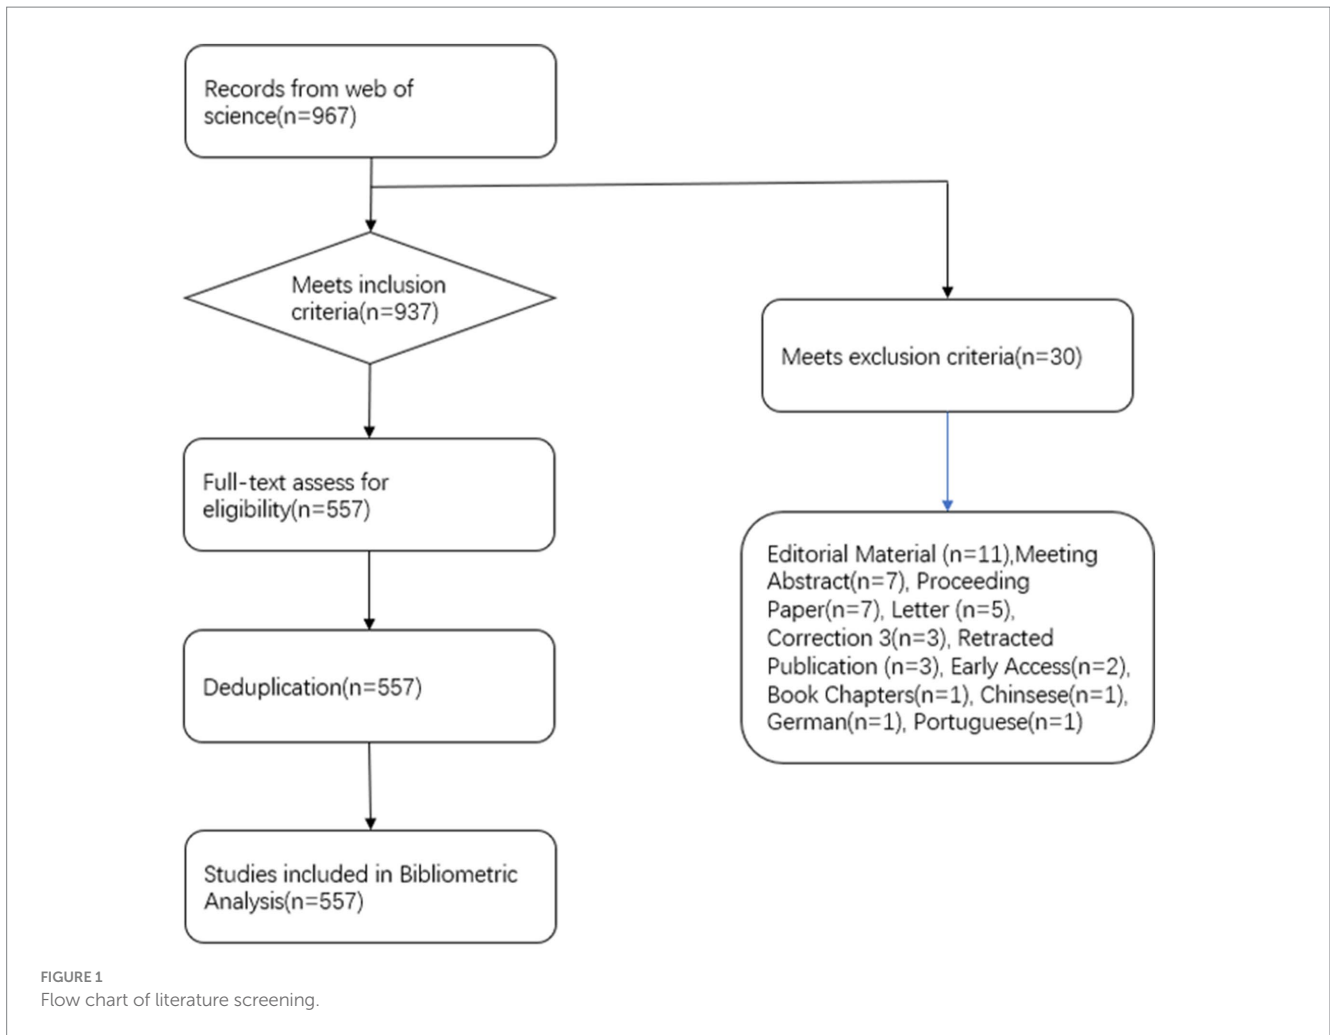 Records from web of
science(n=967)
Meets inclusion
criteria(n=937)
Meets exclusion criteria(n=30)
Full-text assess for
eligibility(n=557)
Editorial Material (n=11),Meeting
Abstract(n=7), Proceeding
Paper(n=7), Letter (n=5),
Correction 3(n=3), Retracted
Publication (n=3), Early Access(n=2),
Book Chapters(n=1), Chinsese(n=1),
German(n=1), Portuguese(n=1)
Deduplication(n=557)
Studies included in Bibliometric
Analysis(n=557)
FIGURE 1
Flow chart of literature screening.